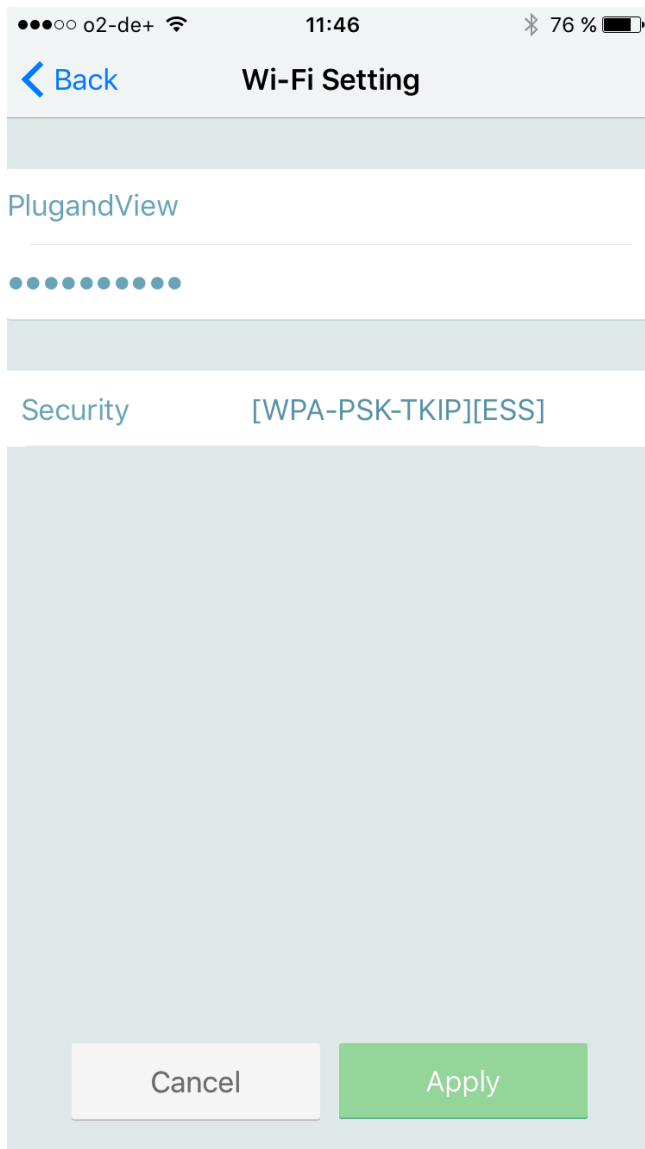 ●●●○○ o2-de+ 11:46 76 %
Back Wi-Fi Setting
PlugandView
●●●●●●●●●●
Security [WPA-PSK-TKIP][ESS]
Cancel Apply